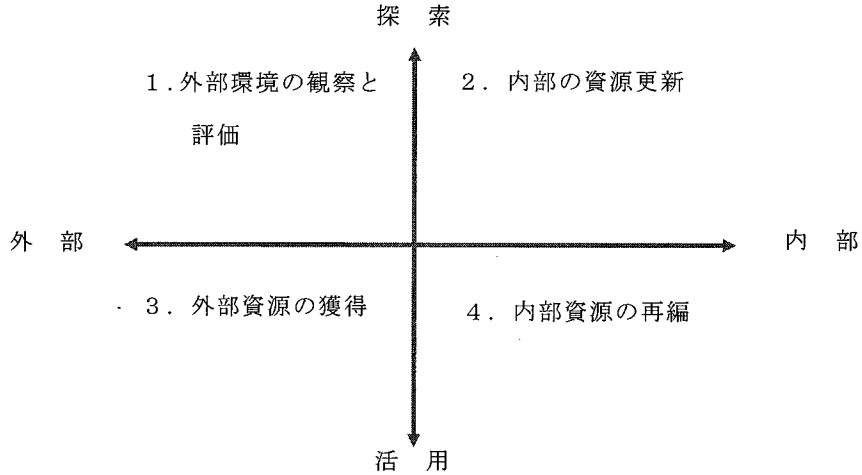 探 索
1.外部環境の観察と
評価
2. 内部の資源更新
外 部
内 部
3. 外部資源の獲得
4. 内部資源の再編
活 用